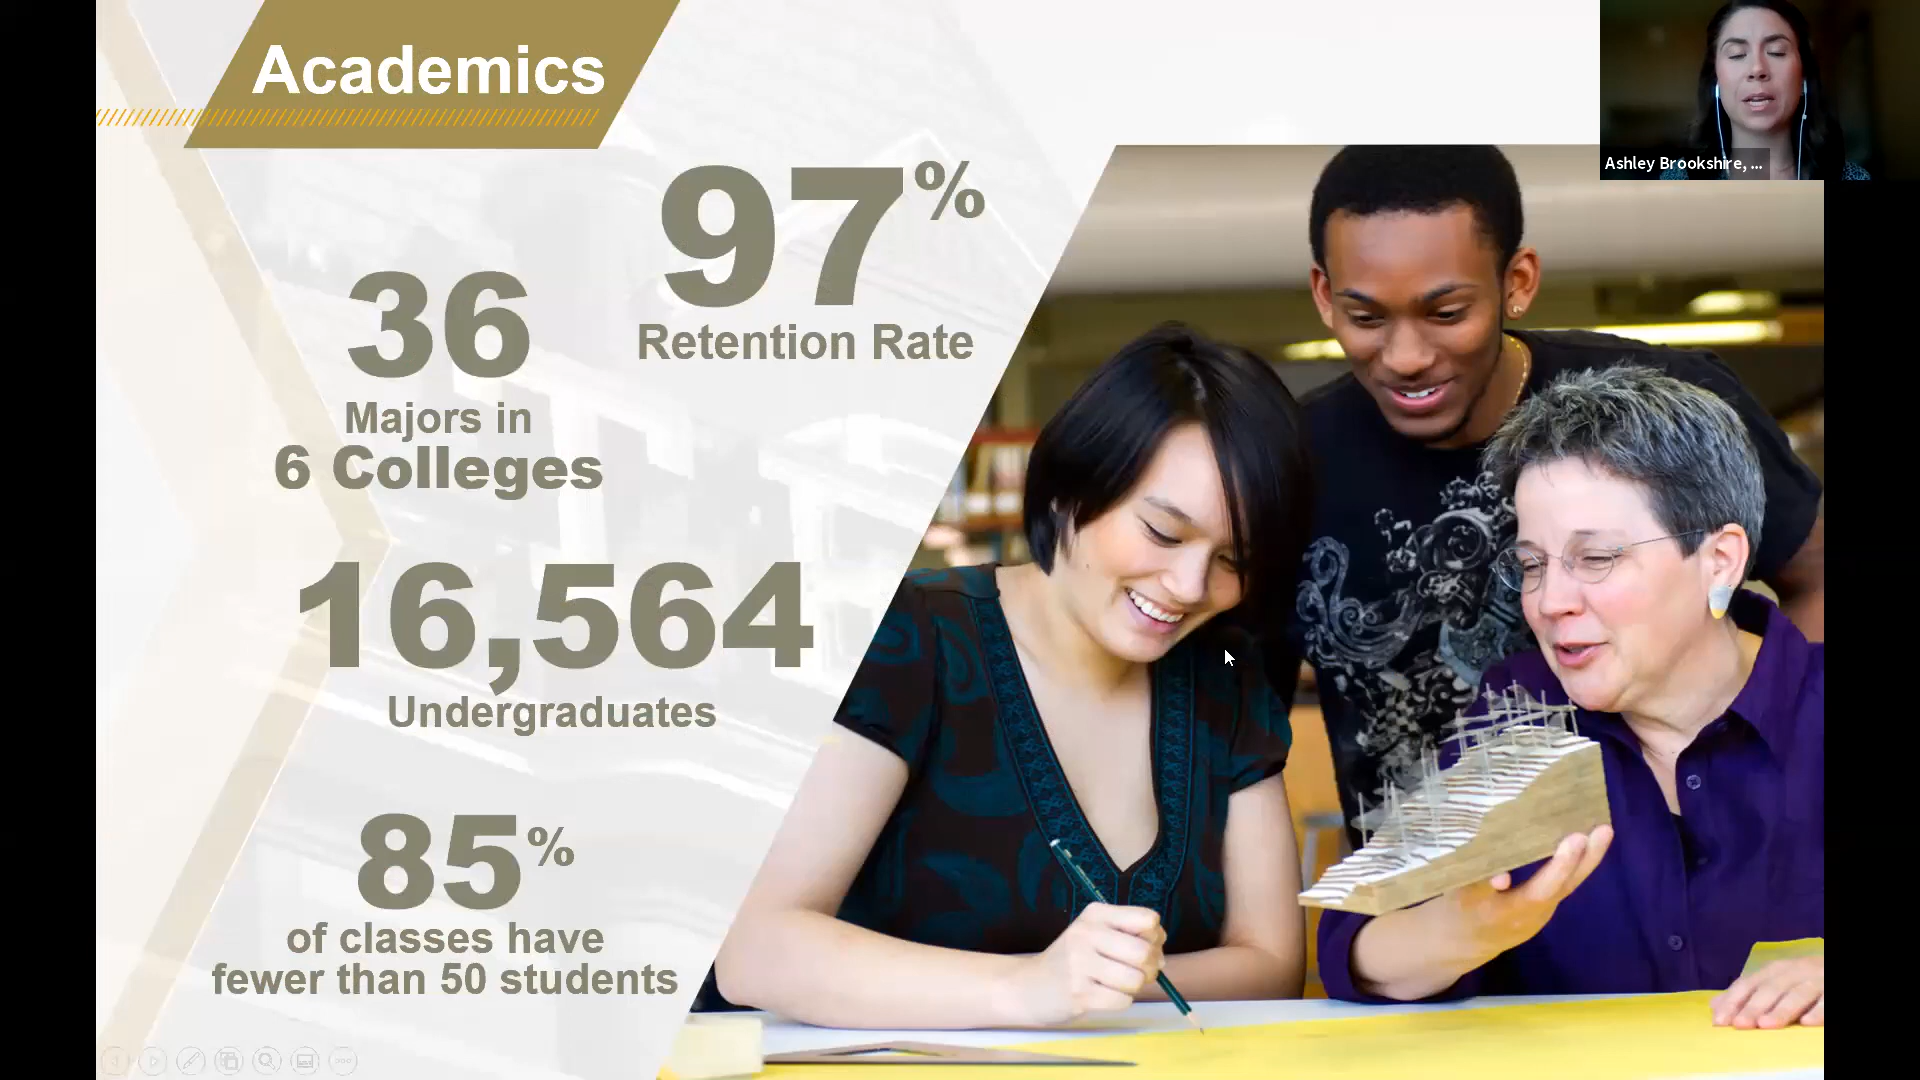 Academics
Ashley Brookshire, ...
97%
Retention Rate
36
Majors in
6 Colleges
16,564
Undergraduates
85%
of classes have
fewer than 50 students